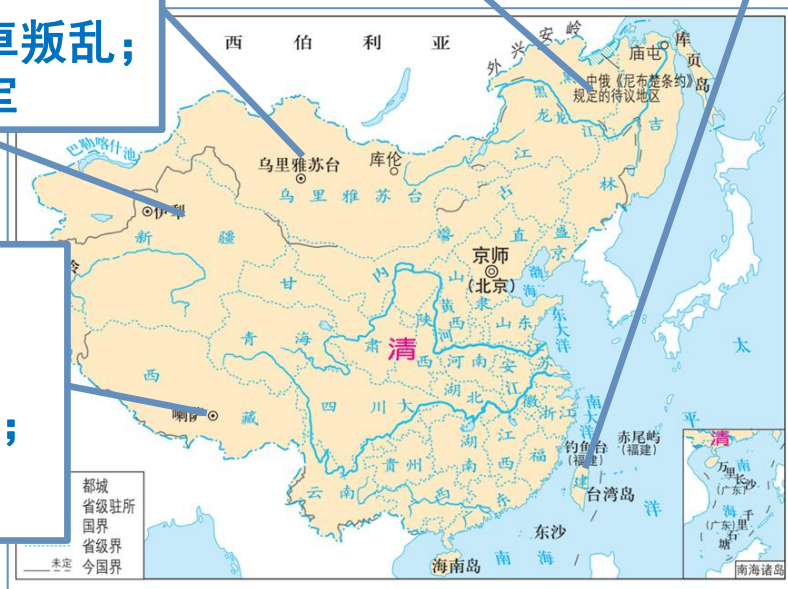 叛乱；
西伯利亚
外兴安岭
庙屯
库页岛
中俄《尼布楚条约》
规定的待议地区
黑龙江
黑龙江
吉林
巴勒喀什池
乌里雅苏台
库伦
乌里雅苏台
伊犁
新疆
内蒙古
盛京
直隶
京师
（北京）
渤海
甘肃
山西
山东
东大洋
黄河
陕西
河南
青海
清
安徽
江苏
西藏
喇萨
四川
湖北
大江
浙江
南大洋
太平洋
钓鱼台
（福建）
赤尾屿
（福建）
湖南
江西
福建
贵州
云南
广西
广东
台湾岛
东沙
海南岛
南海
；
都城
省级驻所
国界
省级界
未定
今国界
清
南海
万里长沙
（广东）
千里石塘
（广东）
南海诸岛